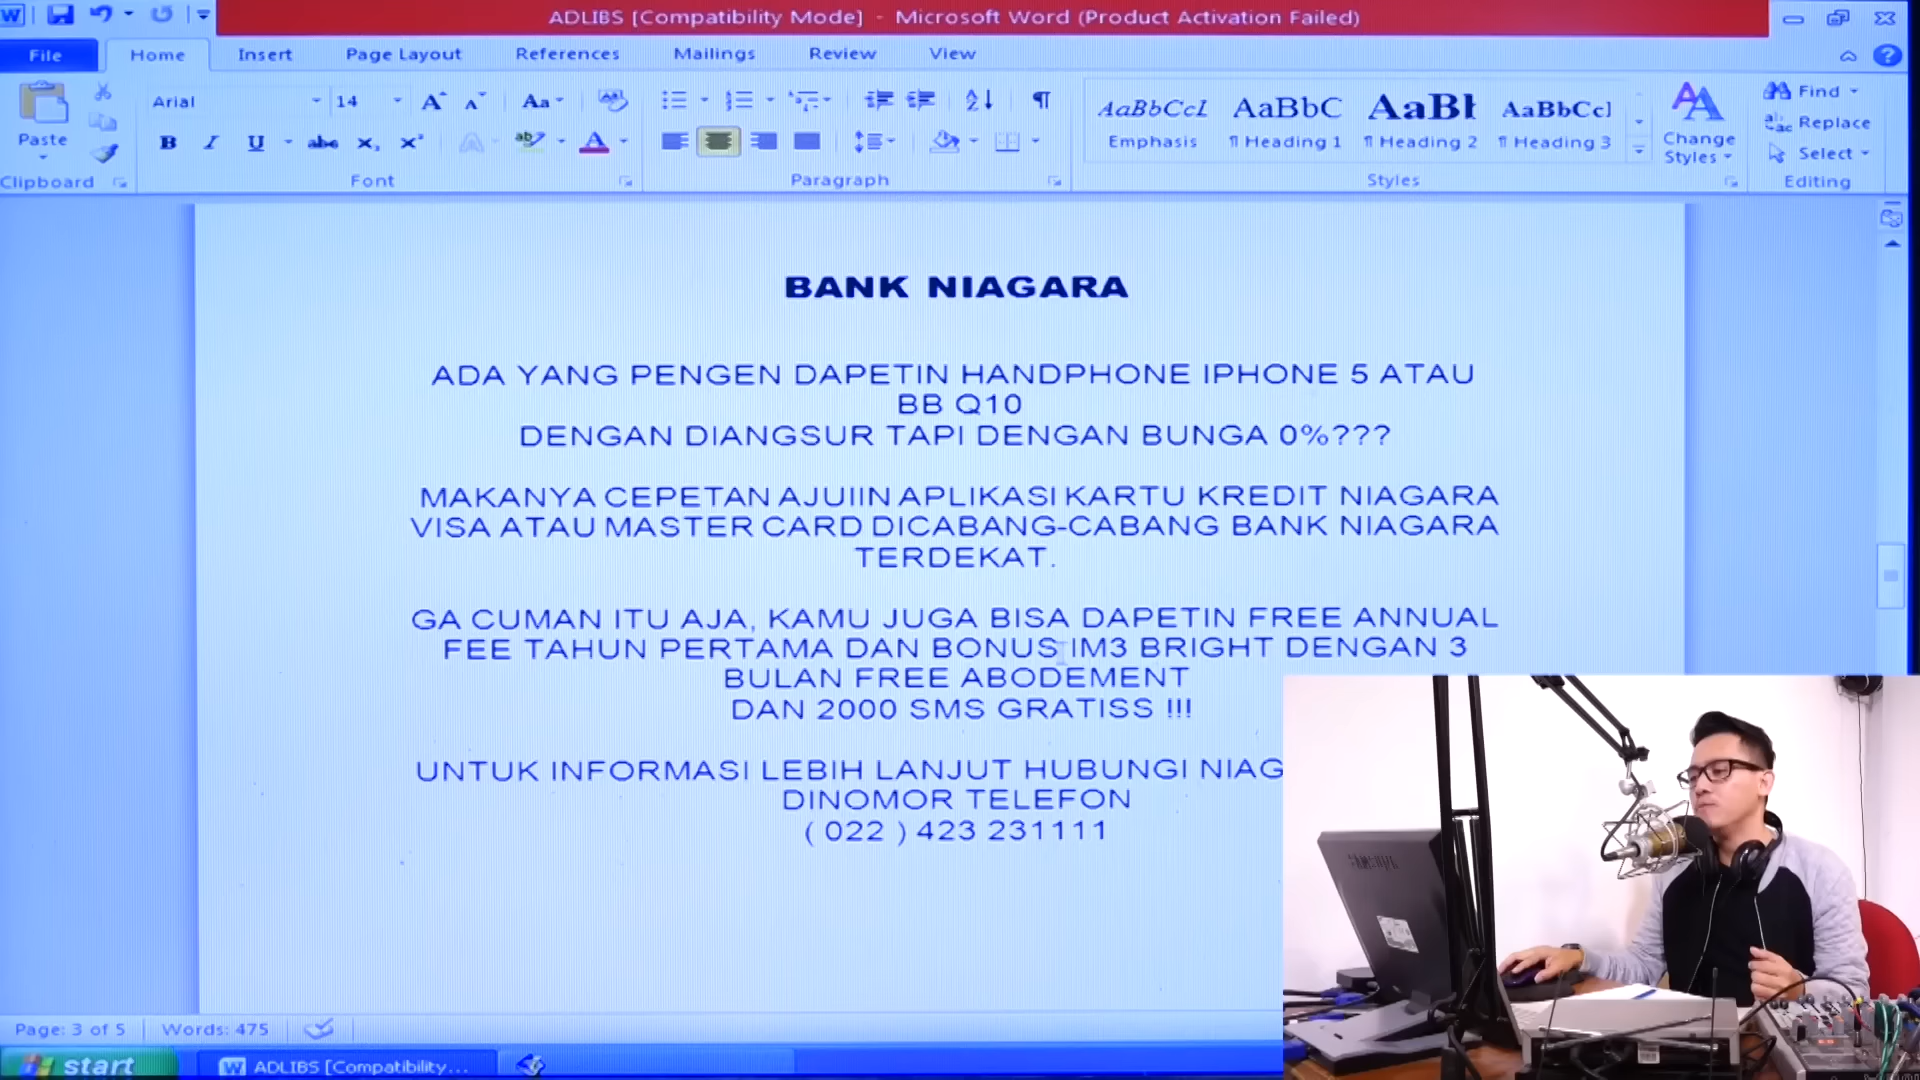 ADLIBS [Compatibility Mode] - Microsoft Word (Product Activation Failed)
File Home Insert Page Layout References Mailings Review View
Arial 14
AaBbCcI AaBbC AaBb AaBbCcI
Paste
Emphasis ¶ Heading 1 ¶ Heading 2 ¶ Heading 3
Change Styles
Find
Replace
Select
Clipboard Font Paragraph Styles Editing
BANK NIAGARA
ADA YANG PENGEN DAPETIN HANDPHONE IPHONE 5 ATAU
BB Q10
DENGAN DIANGSUR TAPI DENGAN BUNGA 0%???
MAKANYA CEPETAN AJUIIN APLIKASI KARTU KREDIT NIAGARA
VISA ATAU MASTER CARD DICABANG-CABANG BANK NIAGARA
TERDEKAT.
GA CUMAN ITU AJA, KAMU JUGA BISA DAPETIN FREE ANNUAL
FEE TAHUN PERTAMA DAN BONUS IM3 BRIGHT DENGAN 3
BULAN FREE ABODEMENT
DAN 2000 SMS GRATISS !!!
UNTUK INFORMASI LEBIH LANJUT HUBUNGI NIAG
DINOMOR TELEFON
( 022 ) 423 231111
Page: 3 of 5 Words: 475
start ADLIBS [Compatibility...